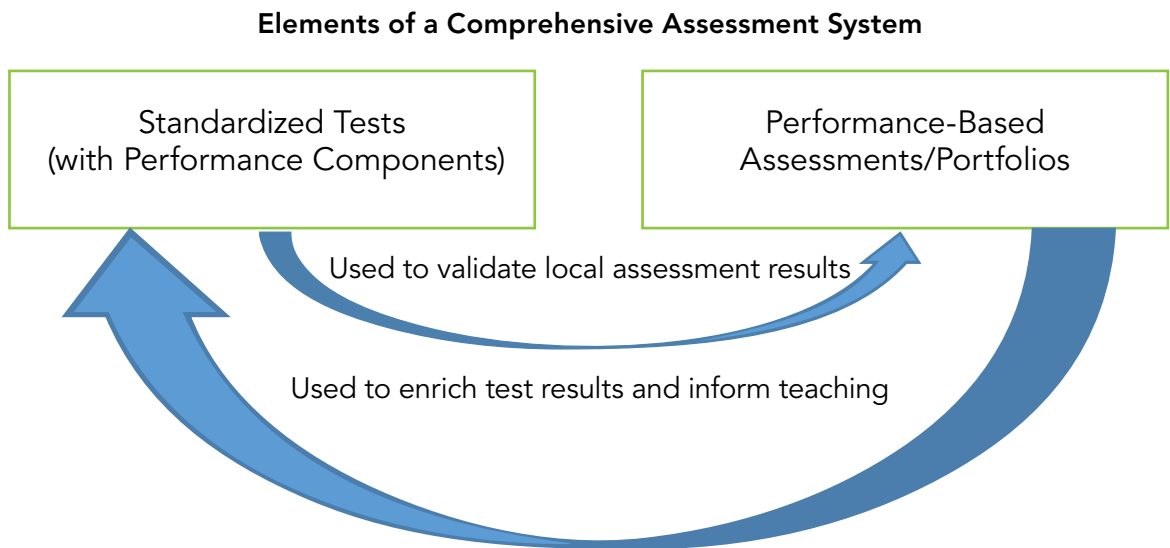 Elements of a Comprehensive Assessment System
Standardized Tests
(with Performance Components)
Performance-Based
Assessments/Portfolios
Used to validate local assessment results
Used to enrich test results and inform teaching